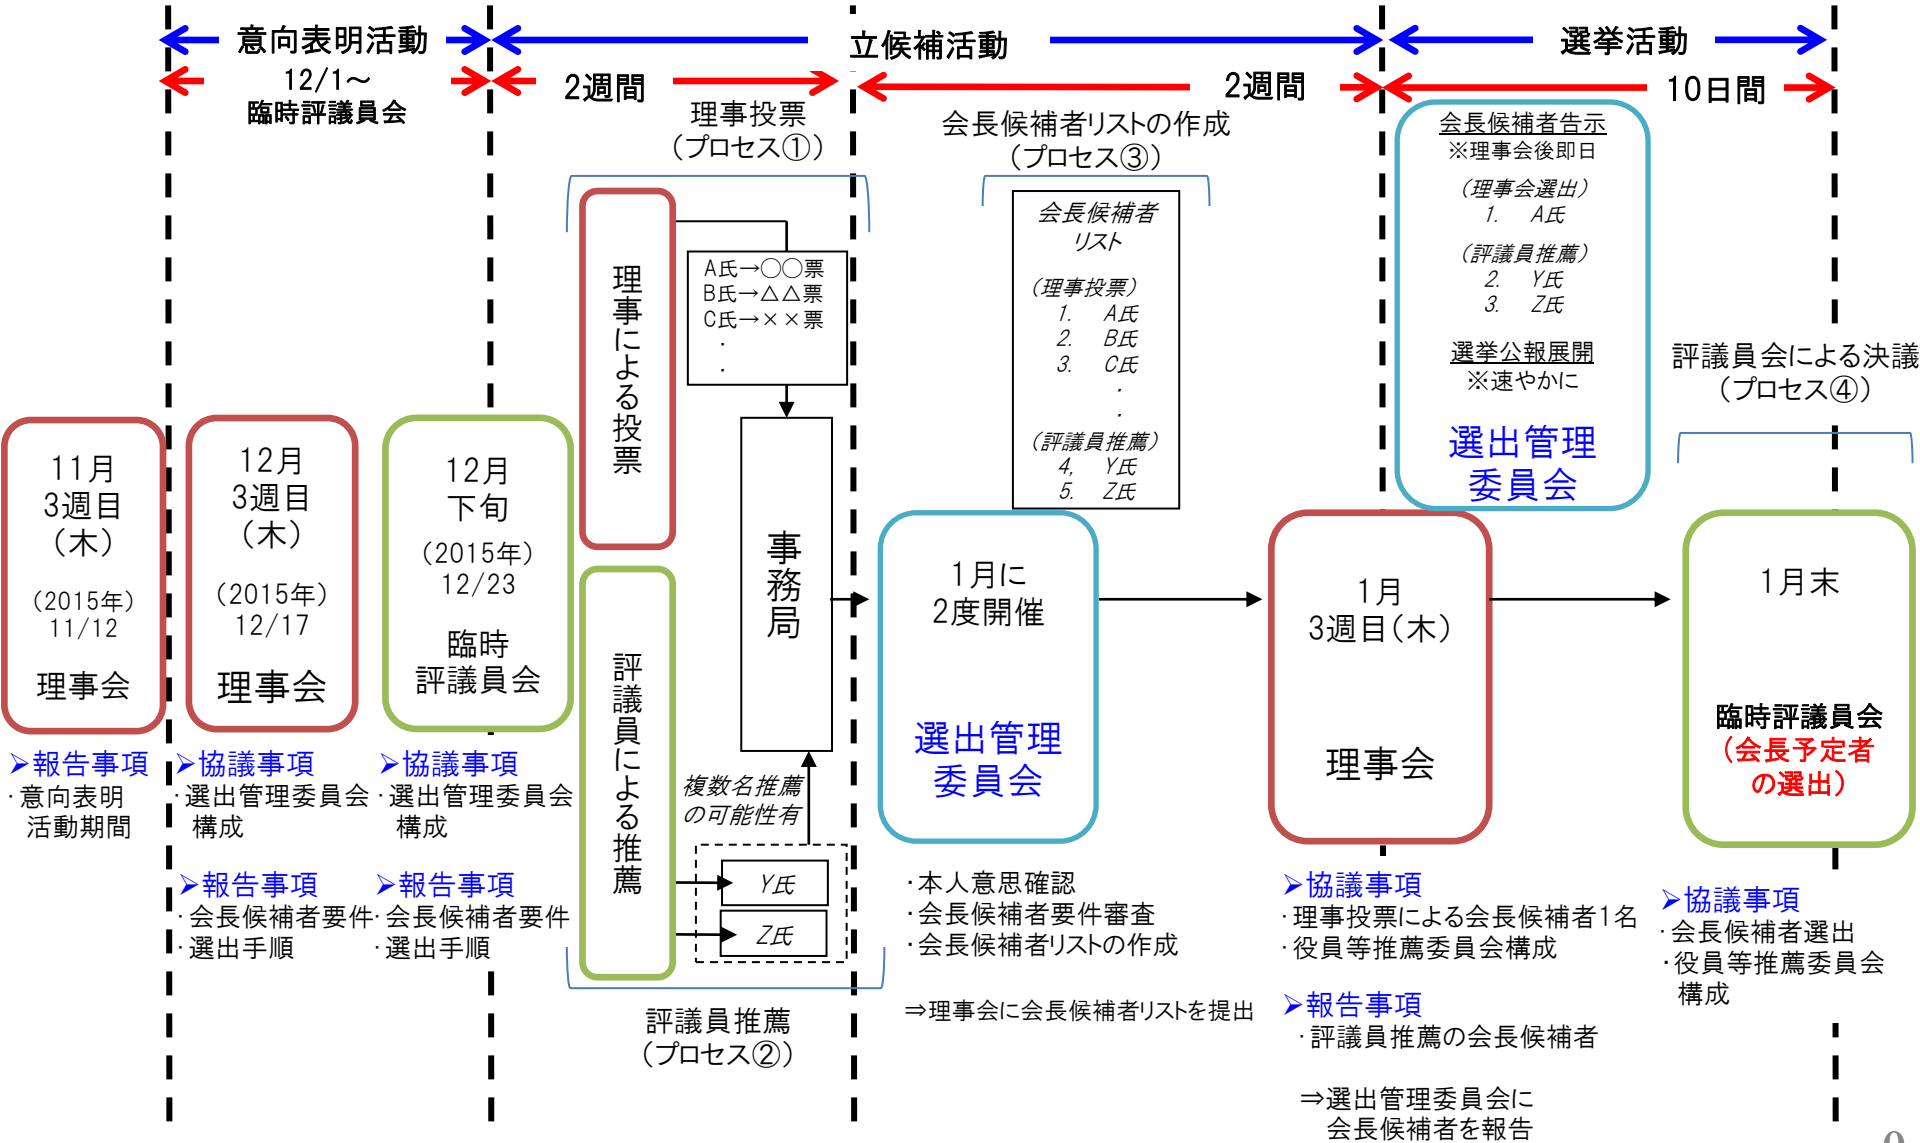 意向表明活動
立候補活動
選挙活動
12/1～
臨時評議員会
2週間
2週間
10日間
理事投票
（プロセス①）
会長候補者リストの作成
（プロセス③）
会長候補者告示
※理事会後即日
（理事会選出）
1. A氏
（評議員推薦）
2. Y氏
3. Z氏
選挙公報展開
※速やかに
選出管理
委員会
評議員会による決議
（プロセス④）
11月
3週目
（木）
（2015年）
11/12
理事会
➢報告事項
・意向表明
活動期間
12月
3週目
（木）
（2015年）
12/17
理事会
➢協議事項
・選出管理委員会
構成
➢報告事項
・会長候補者要件
・選出手順
12月
下旬
（2015年）
12/23
臨時
評議員会
➢協議事項
・選出管理委員会
構成
➢報告事項
・会長候補者要件
・選出手順
理事による投票
A氏→○○票
B氏→△△票
C氏→××票
・
・
事務局
評議員による推薦
複数名推薦
の可能性有
Y氏
Z氏
評議員推薦
（プロセス②）
会長候補者
リスト
（理事投票）
1. A氏
2. B氏
3. C氏
・
・
（評議員推薦）
4, Y氏
5. Z氏
1月に
2度開催
選出管理
委員会
・本人意思確認
・会長候補者要件審査
・会長候補者リストの作成
⇒理事会に会長候補者リストを提出
1月
3週目（木）
理事会
➢協議事項
・理事投票による会長候補者1名
・役員等推薦委員会構成
➢報告事項
・評議員推薦の会長候補者
⇒選出管理委員会に
会長候補者を報告
1月末
臨時評議員会
（会長予定者
の選出）
➢協議事項
・会長候補者選出
・役員等推薦委員会
構成